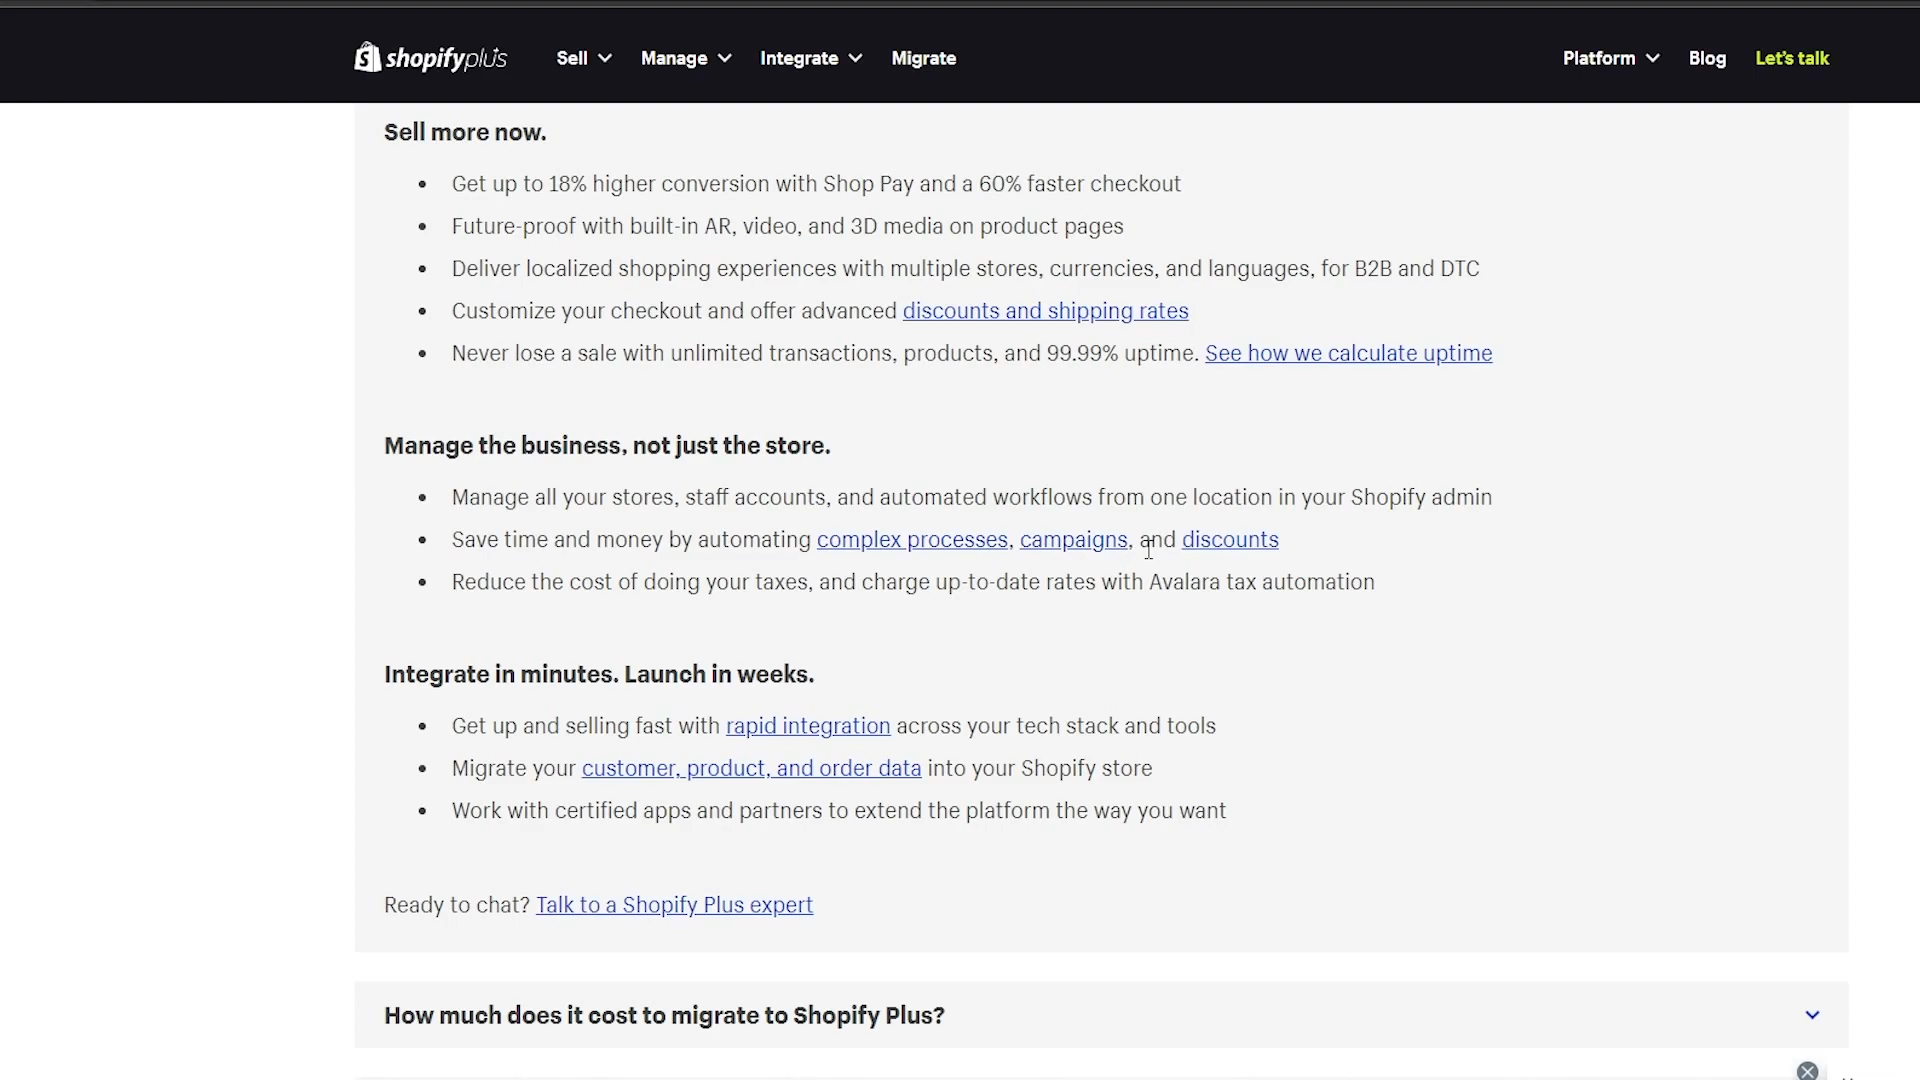 shopifyplus Sell Manage Integrate Migrate Platform Blog Let's talk
Sell more now.
• Get up to 18% higher conversion with Shop Pay and a 60% faster checkout
• Future-proof with built-in AR, video, and 3D media on product pages
• Deliver localized shopping experiences with multiple stores, currencies, and languages, for B2B and DTC
• Customize your checkout and offer advanced discounts and shipping rates
• Never lose a sale with unlimited transactions, products, and 99.99% uptime. See how we calculate uptime
Manage the business, not just the store.
• Manage all your stores, staff accounts, and automated workflows from one location in your Shopify admin
• Save time and money by automating complex processes, campaigns, and discounts
• Reduce the cost of doing your taxes, and charge up-to-date rates with Avalara tax automation
Integrate in minutes. Launch in weeks.
• Get up and selling fast with rapid integration across your tech stack and tools
• Migrate your customer, product, and order data into your Shopify store
• Work with certified apps and partners to extend the platform the way you want
Ready to chat? Talk to a Shopify Plus expert
How much does it cost to migrate to Shopify Plus?